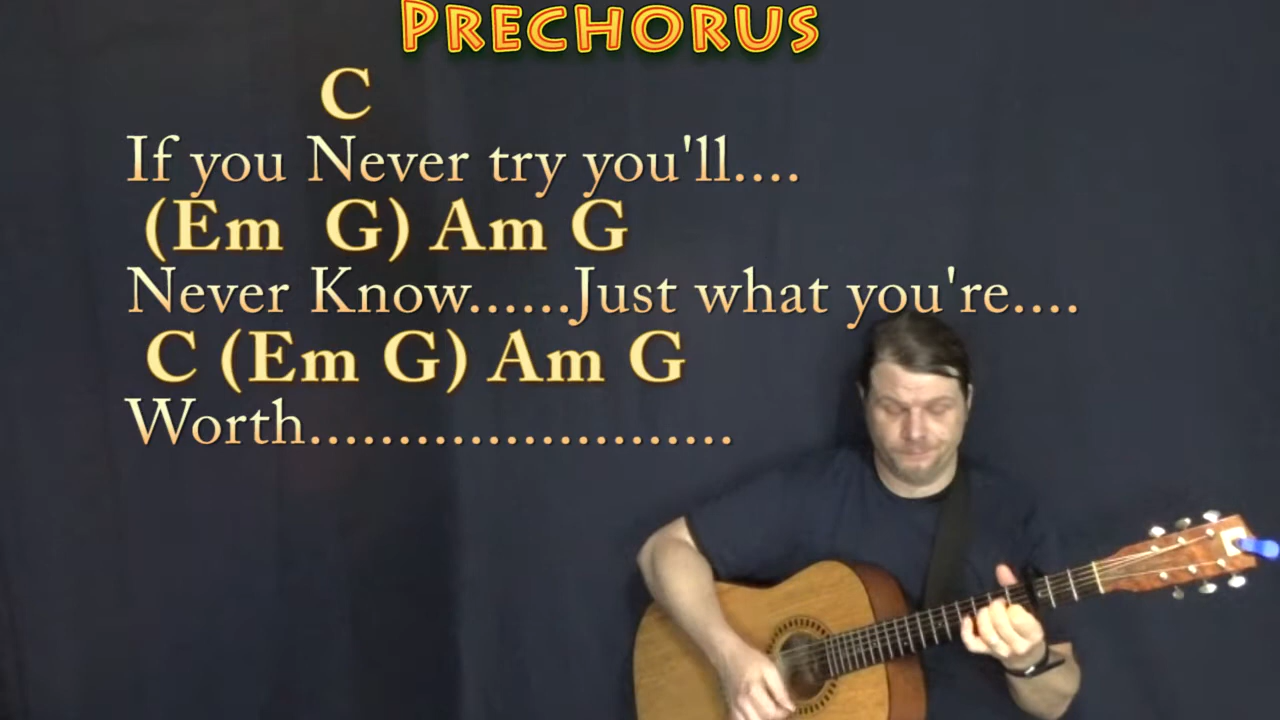 PRECHORUS
C
If you Never try you'll....
(Em G) Am G
Never Know......Just what you're....
C (Em G) Am G
Worth........................